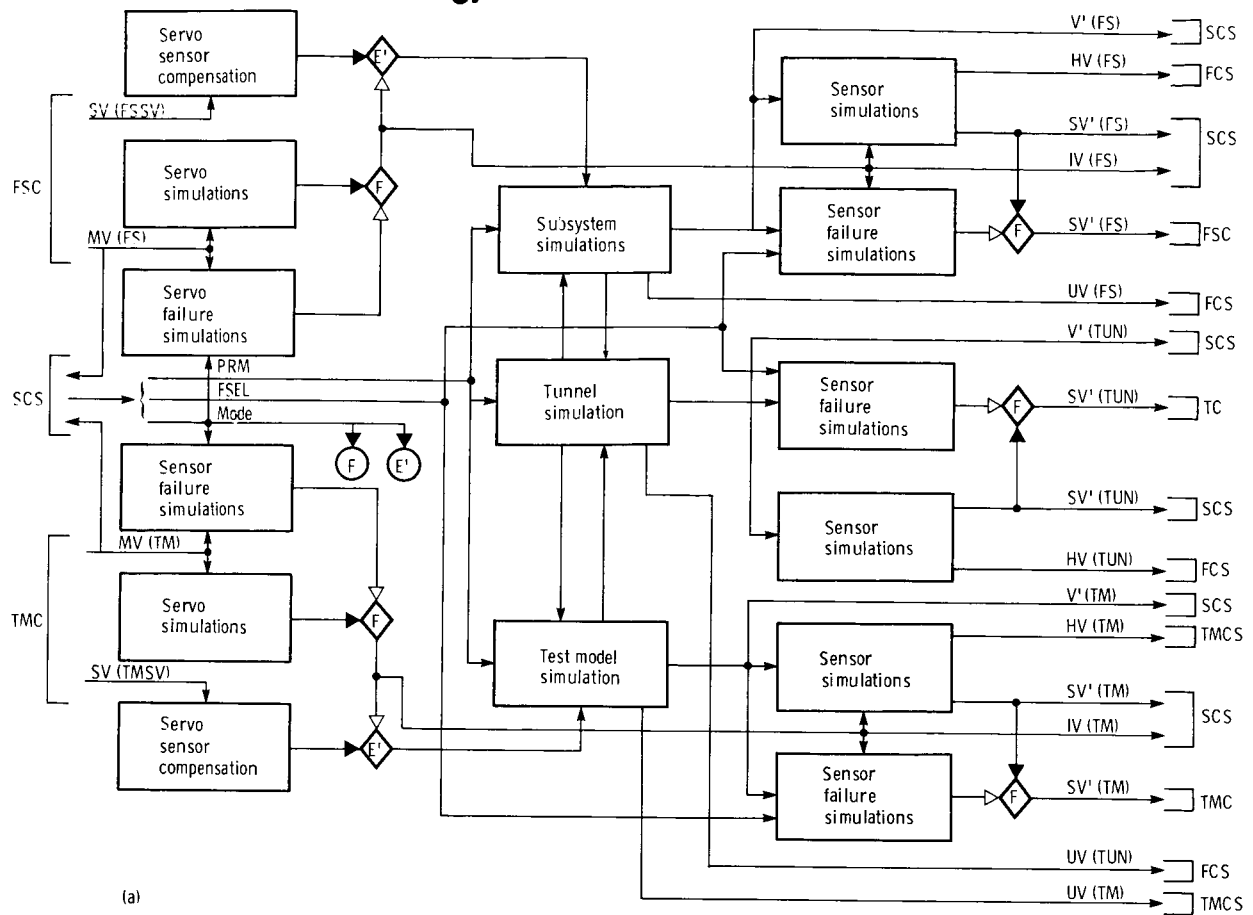 Servo
sensor
compensation
E'
SV (FSSV)
FSC
Servo
simulations
F
MV (FS)
Servo
failure
simulations
SCS
PRM
FSEL
Mode
F
E'
Sensor
failure
simulations
MV (TM)
TMC
Servo
simulations
F
SV (TMSV)
Servo
sensor
compensation
E'
Subsystem
simulations
Tunnel
simulation
Test model
simulation
Sensor
simulations
Sensor
failure
simulations
F
Sensor
failure
simulations
F
Sensor
simulations
Sensor
simulations
Sensor
failure
simulations
F
V' (FS)
SCS
HV (FS)
FCS
SV' (FS)
SCS
IV (FS)
SV' (FS)
FSC
UV (FS)
FCS
V' (TUN)
SCS
SV' (TUN)
TC
SV' (TUN)
SCS
HV (TUN)
FCS
V' (TM)
SCS
HV (TM)
TMCS
SV' (TM)
SCS
IV (TM)
SV' (TM)
TMC
UV (TUN)
FCS
UV (TM)
TMCS
(a)